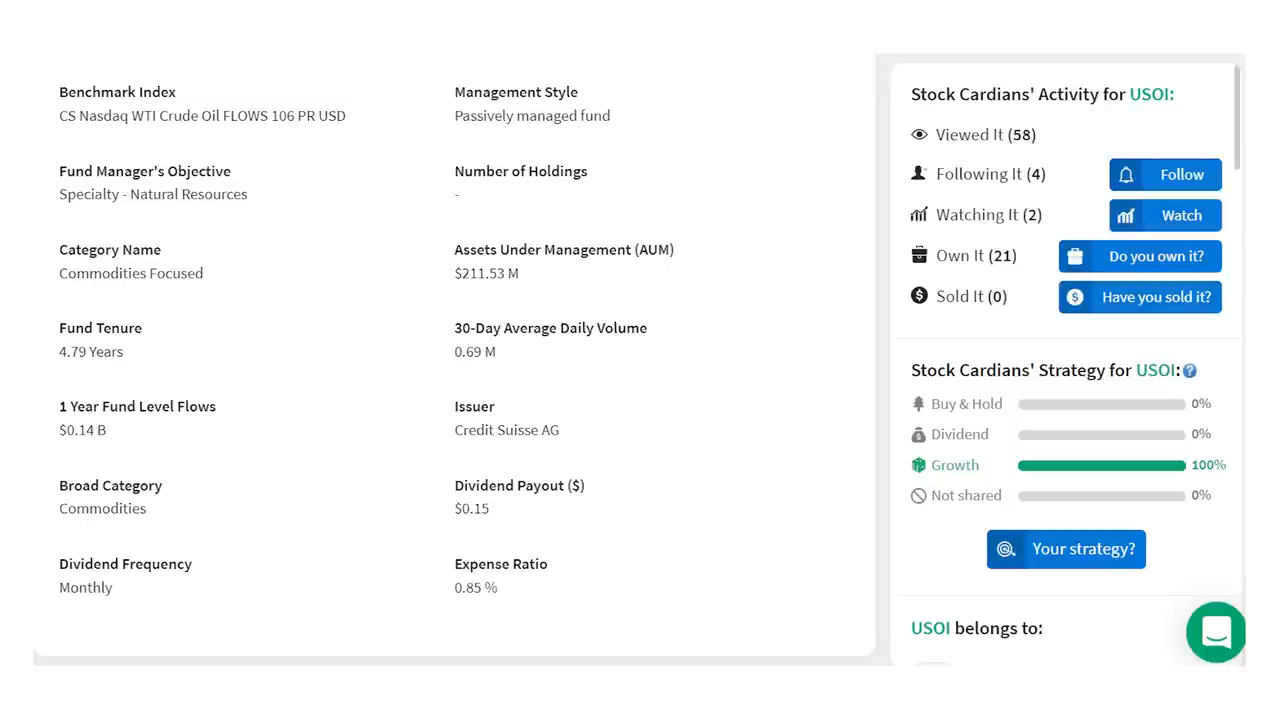 Benchmark Index
CS Nasdaq WTI Crude Oil FLOWS 106 PR USD
Management Style
Passively managed fund
Fund Manager's Objective
Specialty - Natural Resources
Number of Holdings
-
Category Name
Commodities Focused
Assets Under Management (AUM)
$211.53 M
Fund Tenure
4.79 Years
30-Day Average Daily Volume
0.69 M
1 Year Fund Level Flows
$0.14 B
Issuer
Credit Suisse AG
Broad Category
Commodities
Dividend Payout ($)
$0.15
Dividend Frequency
Monthly
Expense Ratio
0.85 %
Stock Cardians' Activity for USOI:
Viewed It (58)
Following It (4)
Follow
Watching It (2)
Watch
Own It (21)
Do you own it?
Sold It (0)
Have you sold it?
Stock Cardians' Strategy for USOI:
Buy & Hold 0%
Dividend 0%
Growth 100%
Not shared 0%
Your strategy?
USOI belongs to: